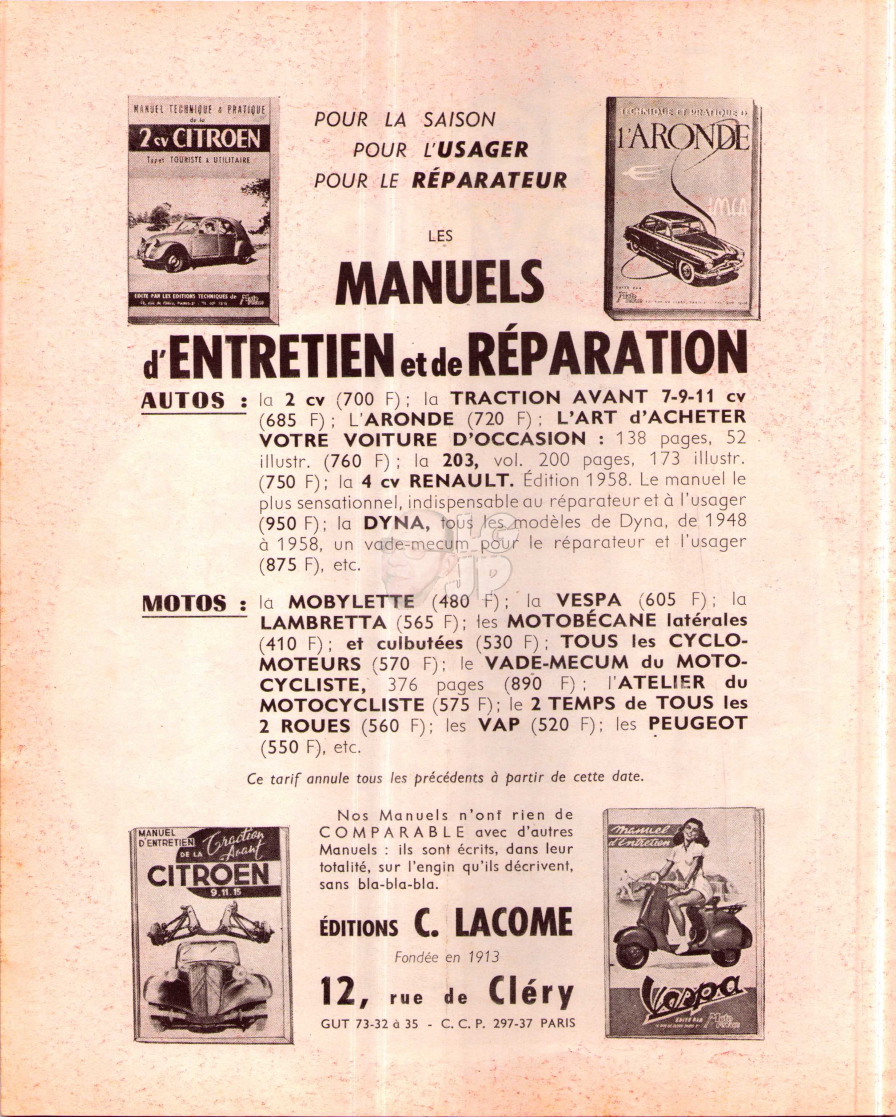 MANUEL TECHNIQUE & PRATIQUE
de la
2 cv CITROEN
Types TOURISTE & UTILITAIRE
EDITE PAR LES EDITIONS TECHNIQUES de
POUR LA SAISON
POUR L'USAGER
POUR LE RÉPARATEUR
TECHNIQUE ET PRATIQUE DE
l'ARONDE
SIMCA
LES
MANUELS
d'ENTRETIEN et de RÉPARATION
AUTOS : la 2 cv (700 F) ; la TRACTION AVANT 7-9-11 cv
(685 F) ; L'ARONDE (720 F) ; L'ART d'ACHETER
VOTRE VOITURE D'OCCASION : 138 pages, 52
illustr. (760 F) ; la 203, vol. 200 pages, 173 illustr.
(750 F) ; la 4 cv RENAULT. Édition 1958. Le manuel le
plus sensationnel, indispensable au réparateur et à l'usager
(950 F) ; la DYNA, tous les modèles de Dyna, de 1948
à 1958, un vade-mecum pour le réparateur et l'usager
(875 F), etc.
MOTOS : la MOBYLETTE (480 F) ; la VESPA (605 F) ; la
LAMBRETTA (565 F) ; les MOTOBÉCANE latérales
(410 F) ; et culbutées (530 F) ; TOUS les CYCLO-
MOTEURS (570 F) ; le VADE-MECUM du MOTO-
CYCLISTE, 376 pages (890 F) ; l'ATELIER du
MOTOCYCLISTE (575 F) ; le 2 TEMPS de TOUS les
2 ROUES (560 F) ; les VAP (520 F) ; les PEUGEOT
(550 F), etc.
Ce tarif annule tous les précédents à partir de cette date.
MANUEL
D'ENTRETIEN
DE LA Traction
Avant
CITROEN
9.11.15
Nos Manuels n'ont rien de
COMPARABLE avec d'autres
Manuels : ils sont écrits, dans leur
totalité, sur l'engin qu'ils décrivent,
sans bla-bla-bla.
ÉDITIONS C. LACOME
Fondée en 1913
12, rue de Cléry
GUT 73-32 à 35 - C. C. P. 297-37 PARIS
manuel
d'entretien
Vespa